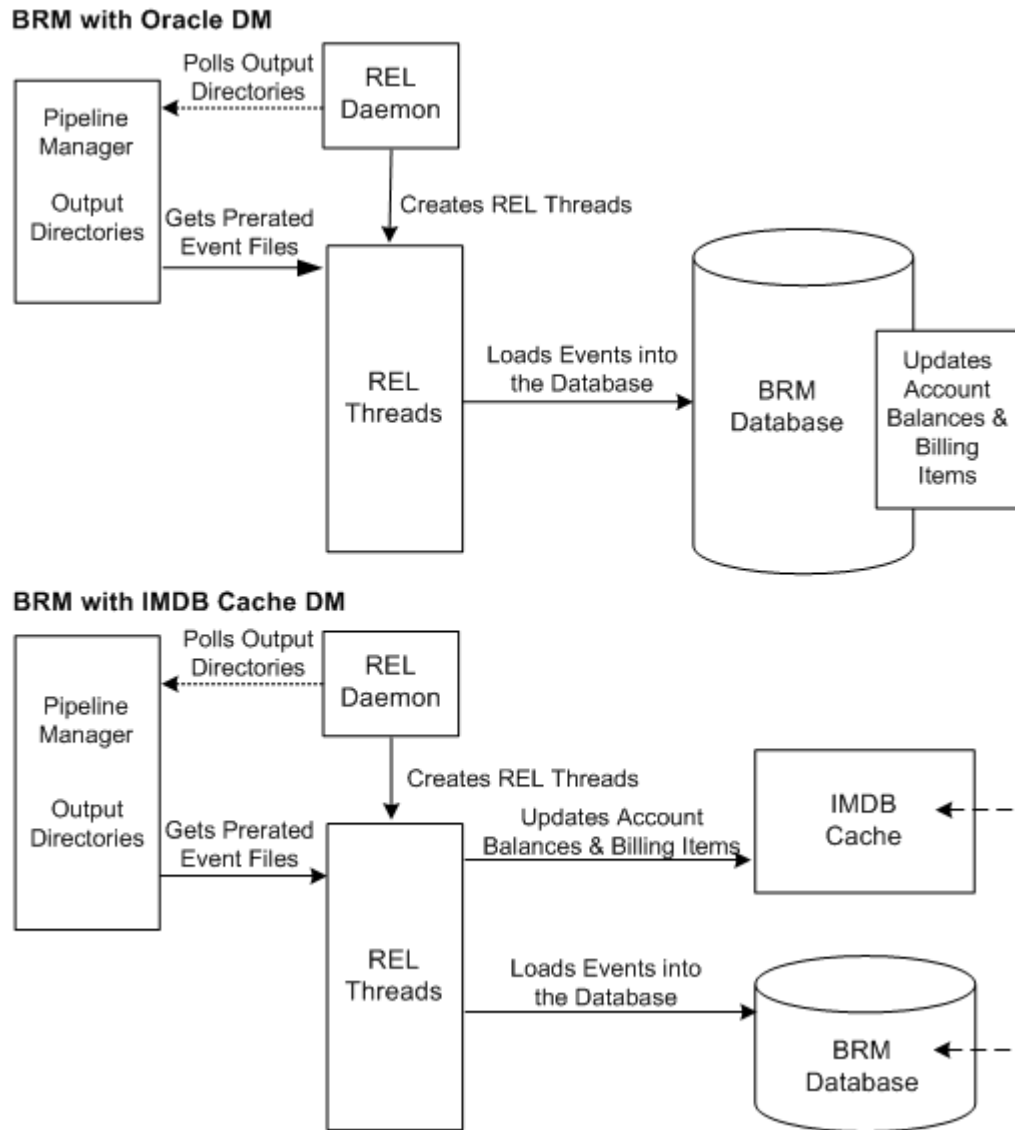 BRM with Oracle DM
Polls Output
Directories
REL
Daemon
Pipeline
Manager
Output
Directories
Creates REL Threads
Gets Prerated
Event Files
REL
Threads
Loads Events into
the Database
BRM
Database
Updates
Account
Balances &
Billing
Items
BRM with IMDB Cache DM
Polls Output
Directories
REL
Daemon
Pipeline
Manager
Output
Directories
Creates REL Threads
Gets Prerated
Event Files
Updates Account
Balances & Billing Items
IMDB
Cache
REL
Threads
Loads Events into
the Database
BRM
Database